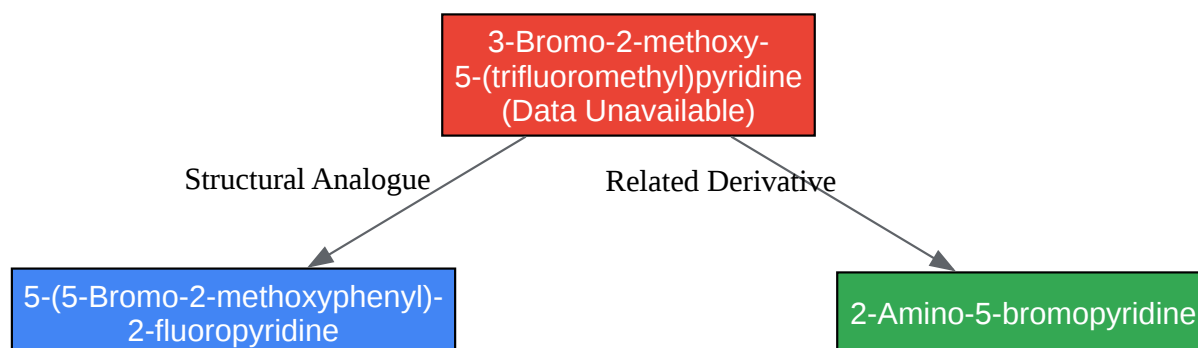 3-Bromo-2-methoxy-
5-(trifluoromethyl)pyridine
(Data Unavailable)
Structural Analogue
Related Derivative
5-(5-Bromo-2-methoxyphenyl)-
2-fluoropyridine
2-Amino-5-bromopyridine